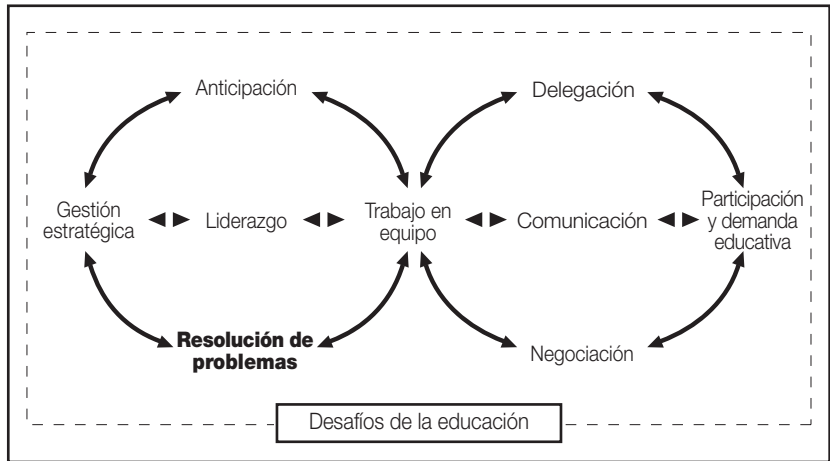 Anticipación
Delegación
Gestión
estratégica
Liderazgo
Trabajo en
equipo
Comunicación
Participación
y demanda
educativa
Resolución de
problemas
Negociación
Desafíos de la educación